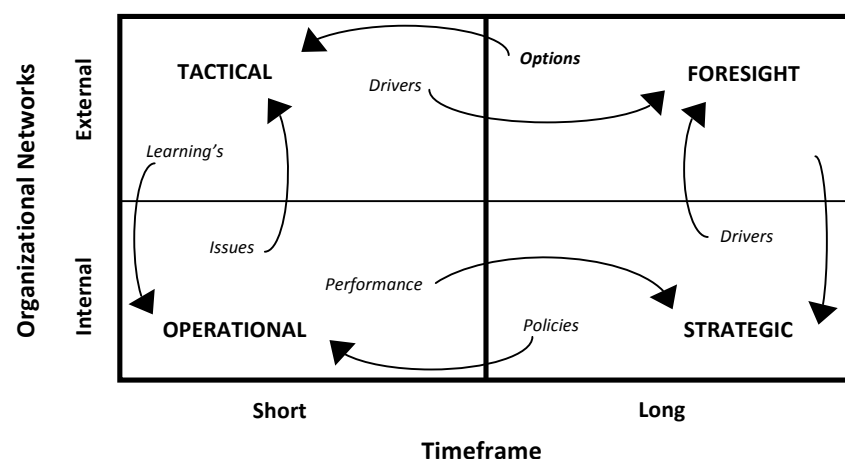 Organizational Networks
External
Internal
TACTICAL
Options
Drivers
FORESIGHT
Learning's
Issues
Drivers
Performance
OPERATIONAL
Policies
STRATEGIC
Short
Long
Timeframe